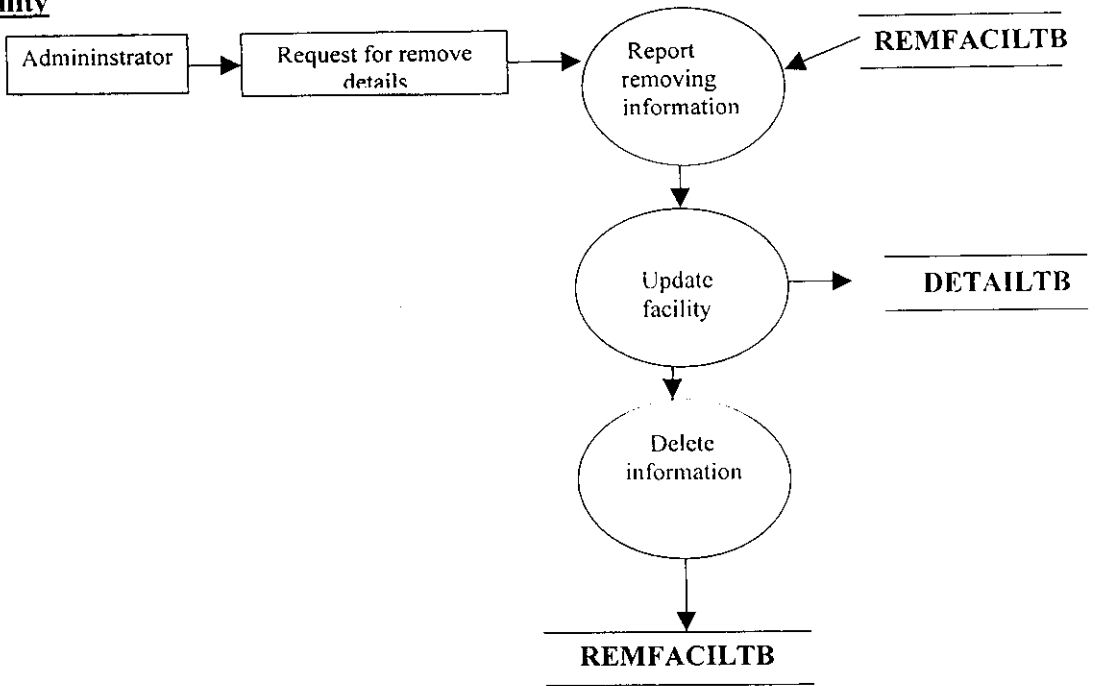 Admininstrator
Request for remove
details
Report
removing
information
REMFACILTB
Update
facility
DETAILTB
Delete
information
REMFACILTB